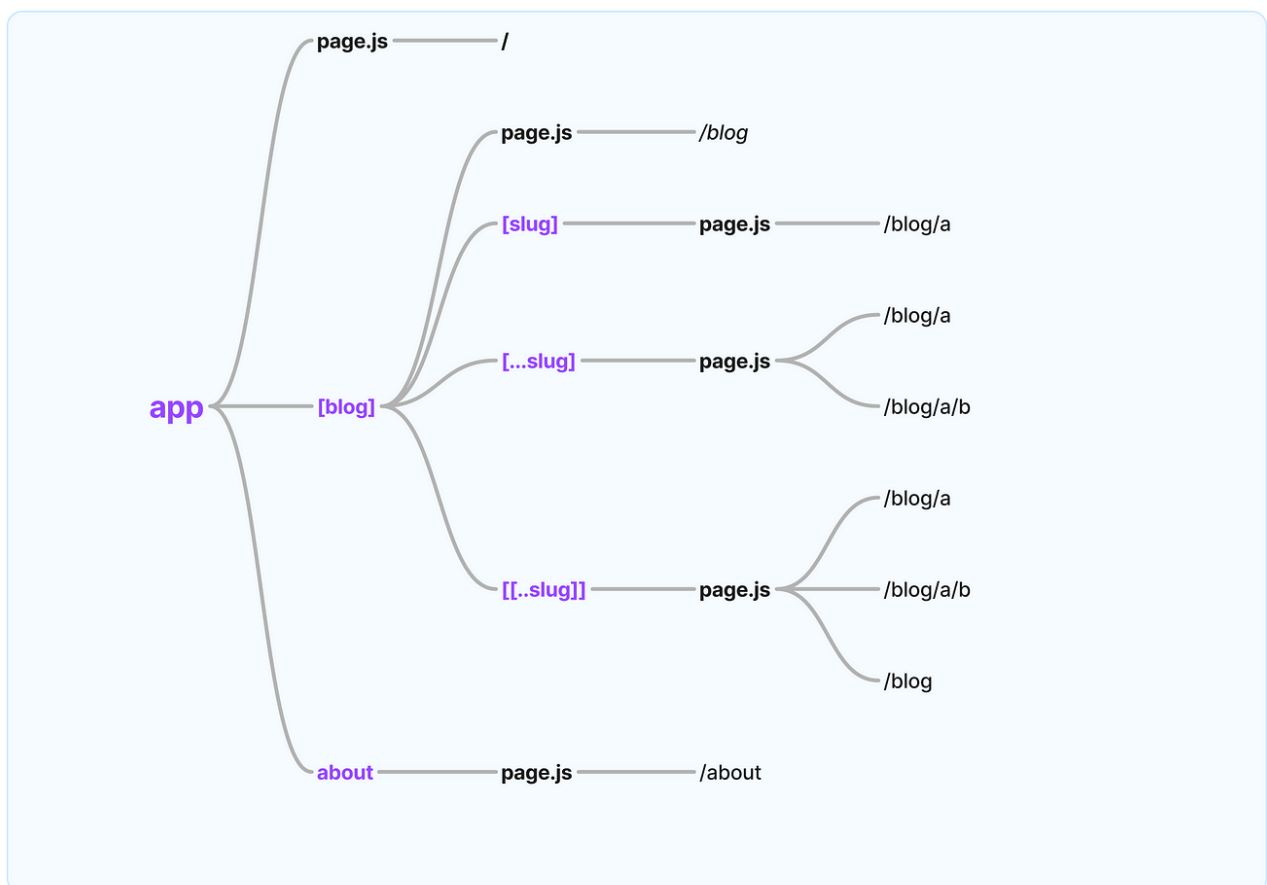 page.js /
page.js /blog
[slug] page.js /blog/a
/blog/a
[...slug] page.js
app [blog] /blog/a/b
/blog/a
[[..slug]] page.js /blog/a/b
/blog
about page.js /about